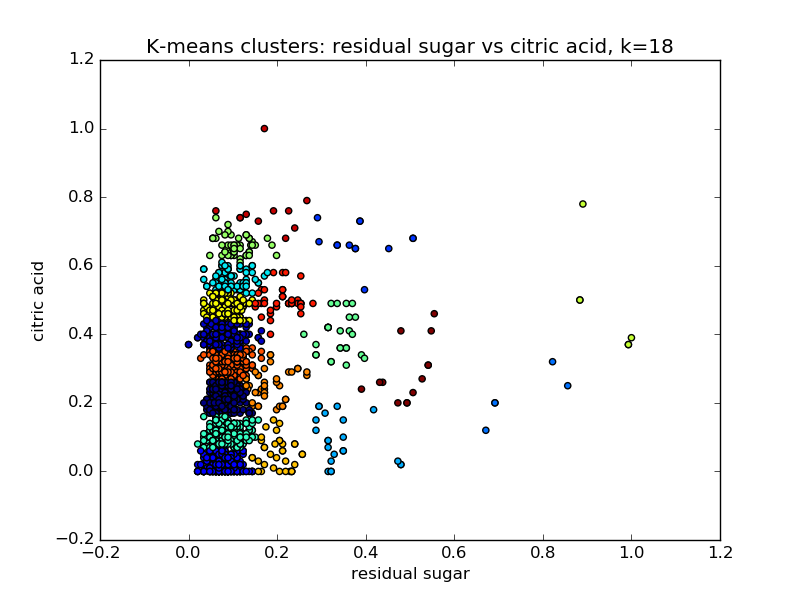 K-means clusters: residual sugar vs citric acid, k=18
1.2
1.0
0.8
0.6
0.4
0.2
0.0
−0.2
citric acid
−0.2 0.0 0.2 0.4 0.6 0.8 1.0 1.2
residual sugar